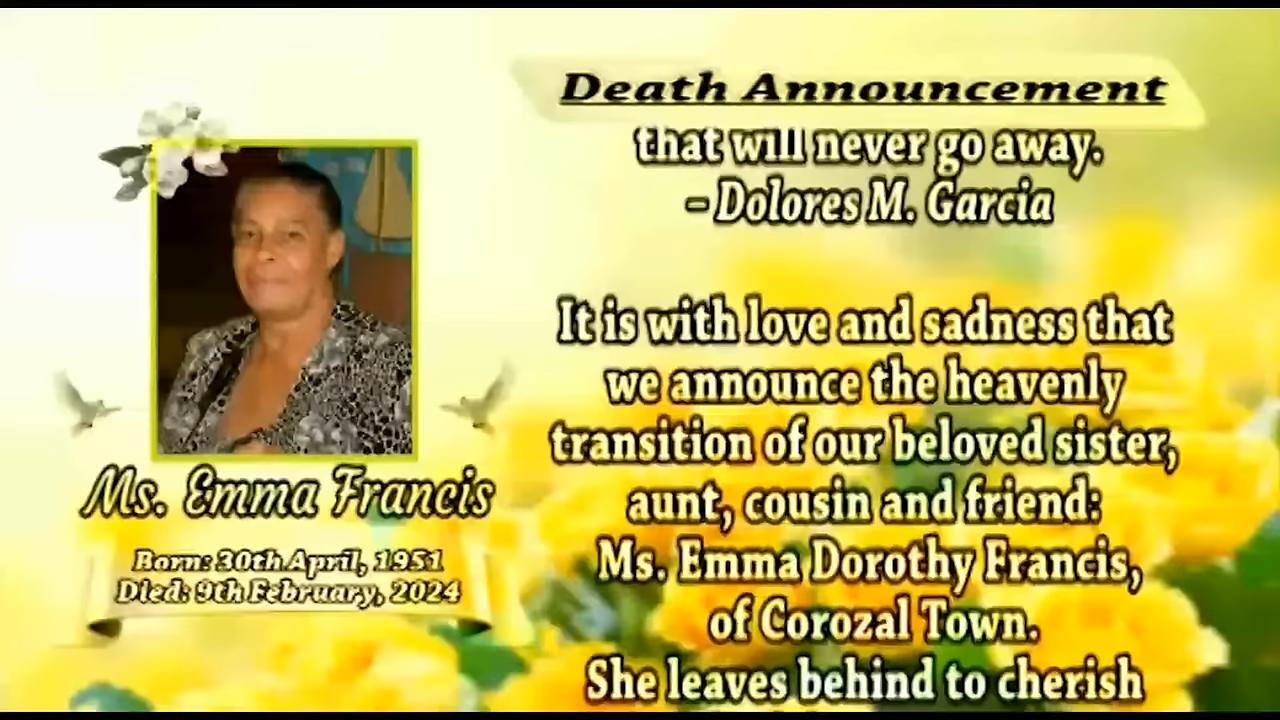 Death Announcement
that will never go away.
- Dolores M. Garcia
It is with love and sadness that
we announce the heavenly
transition of our beloved sister,
aunt, cousin and friend:
Ms. Emma Dorothy Francis,
of Corozal Town.
She leaves behind to cherish
Ms. Emma Francis
Born: 30th April, 1951
Died: 9th February, 2024